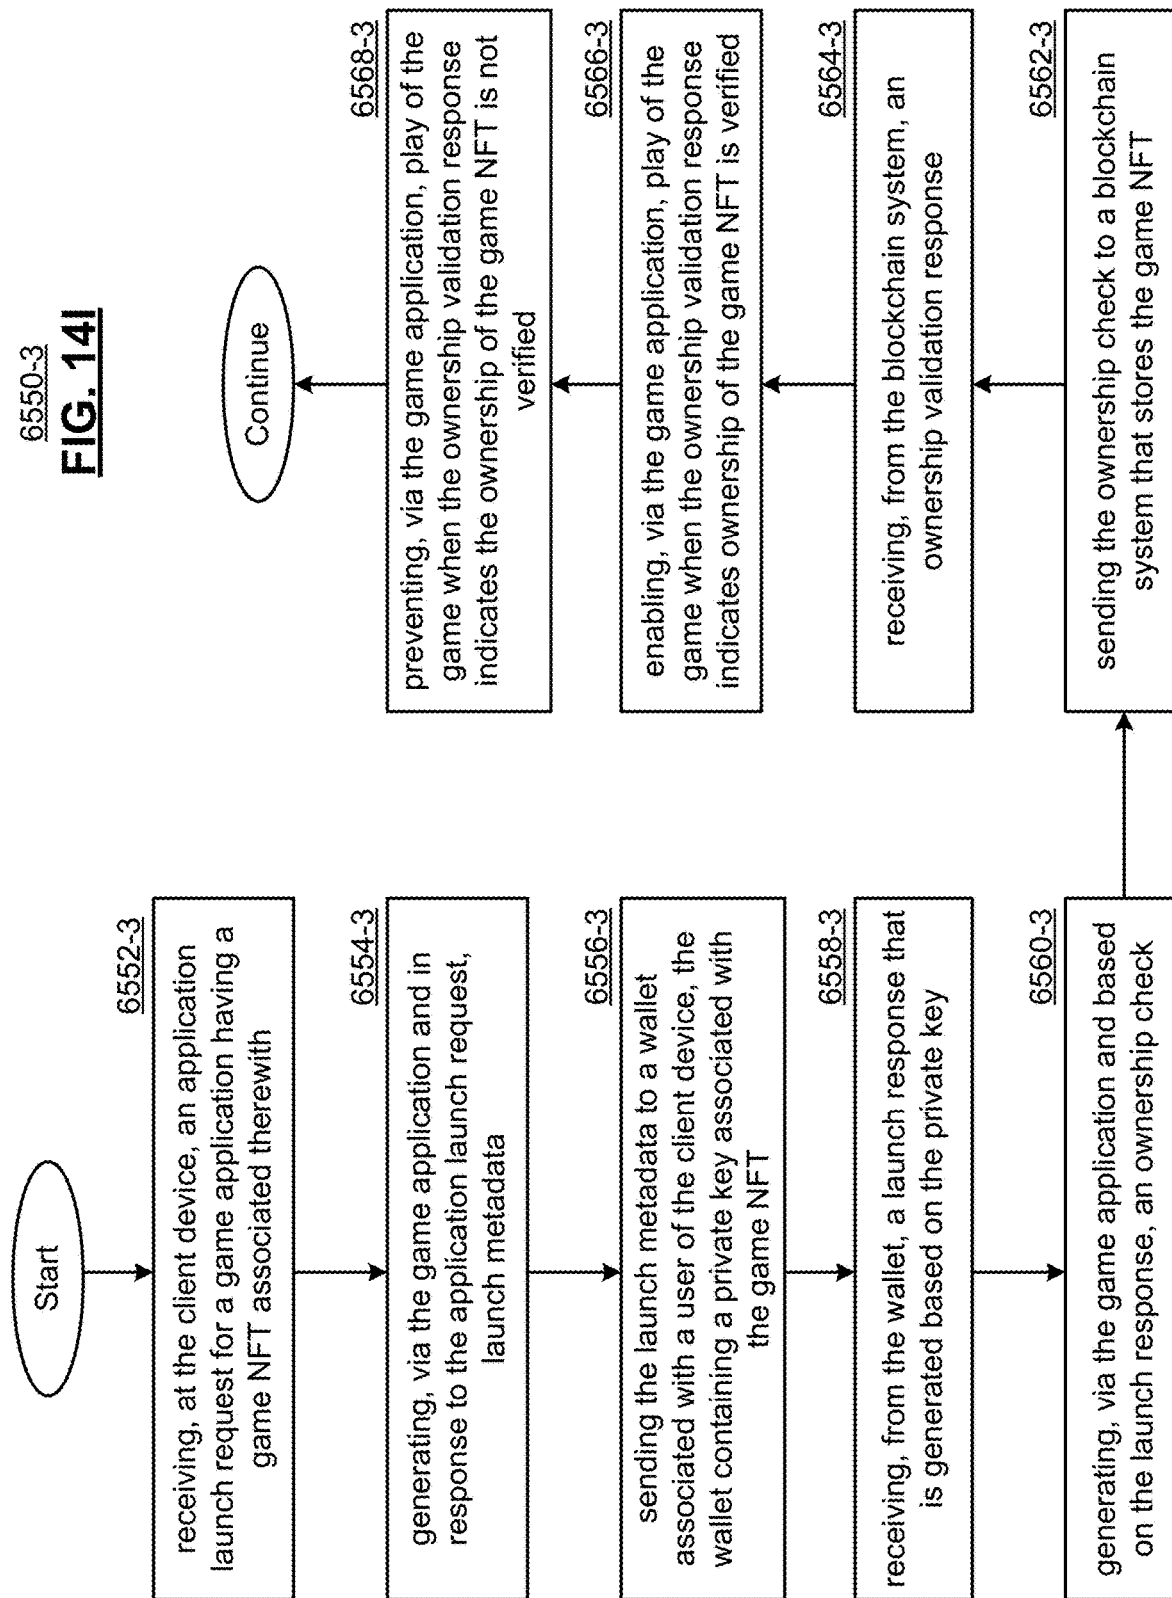 6550-3
FIG. 14I
Start
6552-3
receiving, at the client device, an application
launch request for a game application having a
game NFT associated therewith
6554-3
generating, via the game application and in
response to the application launch request,
launch metadata
6556-3
sending the launch metadata to a wallet
associated with a user of the client device, the
wallet containing a private key associated with
the game NFT
6558-3
receiving, from the wallet, a launch response that
is generated based on the private key
6560-3
generating, via the game application and based
on the launch response, an ownership check
6562-3
sending the ownership check to a blockchain
system that stores the game NFT
6564-3
receiving, from the blockchain system, an
ownership validation response
6566-3
enabling, via the game application, play of the
game when the ownership validation response
indicates ownership of the game NFT is verified
6568-3
preventing, via the game application, play of the
game when the ownership validation response
indicates the ownership of the game NFT is not
verified
Continue